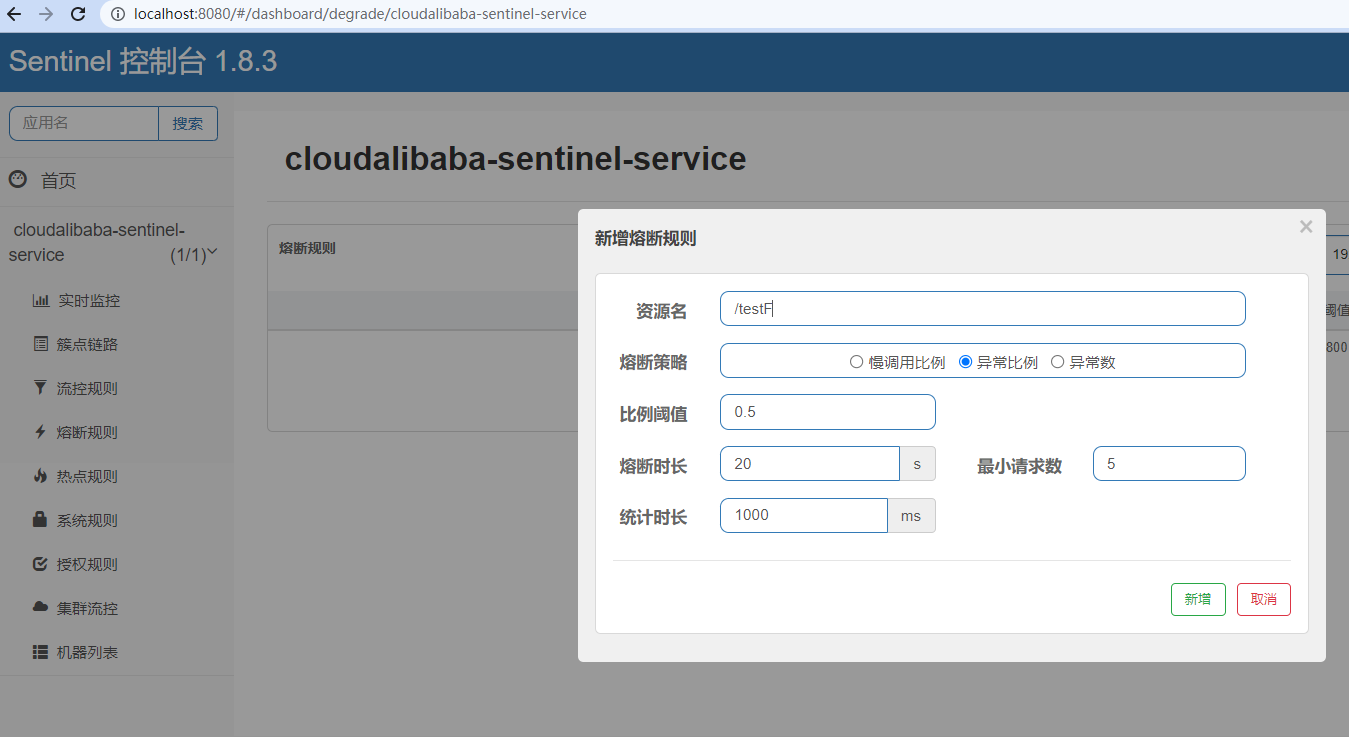 localhost:8080/#/dashboard/degrade/cloudalibaba-sentinel-service
Sentinel 控制台 1.8.3
应用名 搜索
首页
cloudalibaba-sentinel-
service (1/1)
实时监控
簇点链路
流控规则
熔断规则
热点规则
系统规则
授权规则
集群流控
机器列表
cloudalibaba-sentinel-service
熔断规则
19
阈值
800
新增熔断规则
×
资源名 /testF
熔断策略 慢调用比例 异常比例 异常数
比例阈值 0.5
熔断时长 20 s 最小请求数 5
统计时长 1000 ms
新增 取消